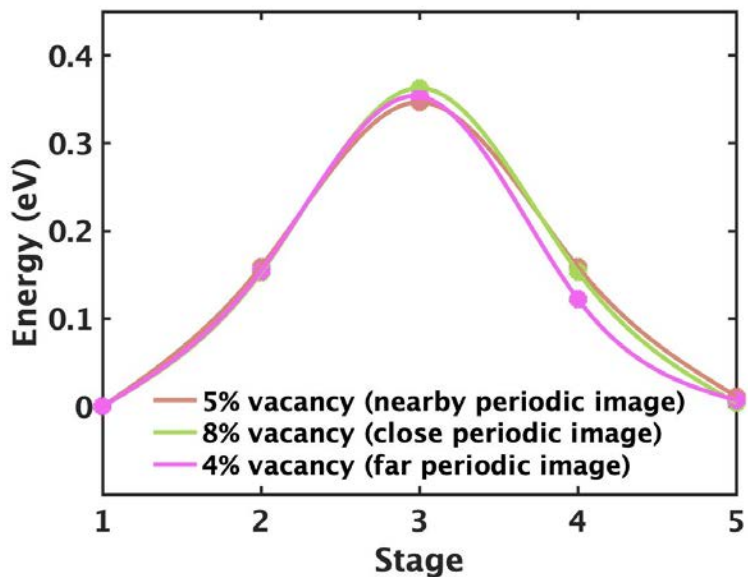 0.4
0.3
0.2
0.1
0
Energy (eV)
5% vacancy (nearby periodic image)
8% vacancy (close periodic image)
4% vacancy (far periodic image)
1 2 3 4 5
Stage